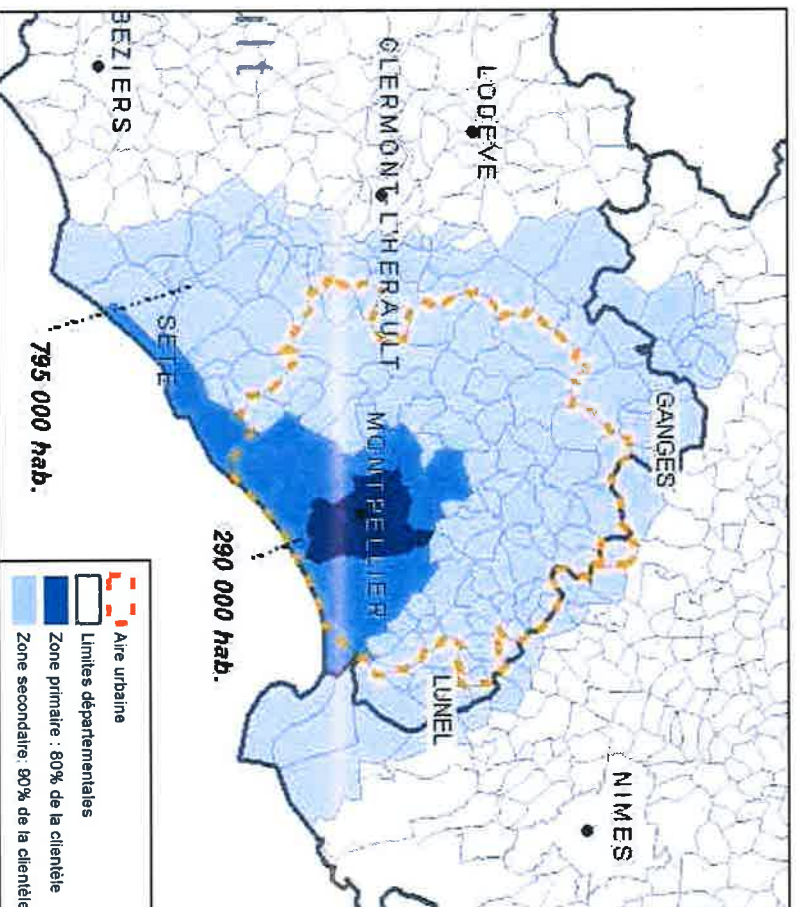 LODEVE
NIMES
GANGES
CLERMONT L'HERAULT
MONTPELLIER
LUNEL
BEZIERS
SETE
795 000 hab.
290 000 hab.
Aire urbaine
Limites départementales
Zone primaire : 80% de la clientèle
Zone secondaire: 90% de la clientèle